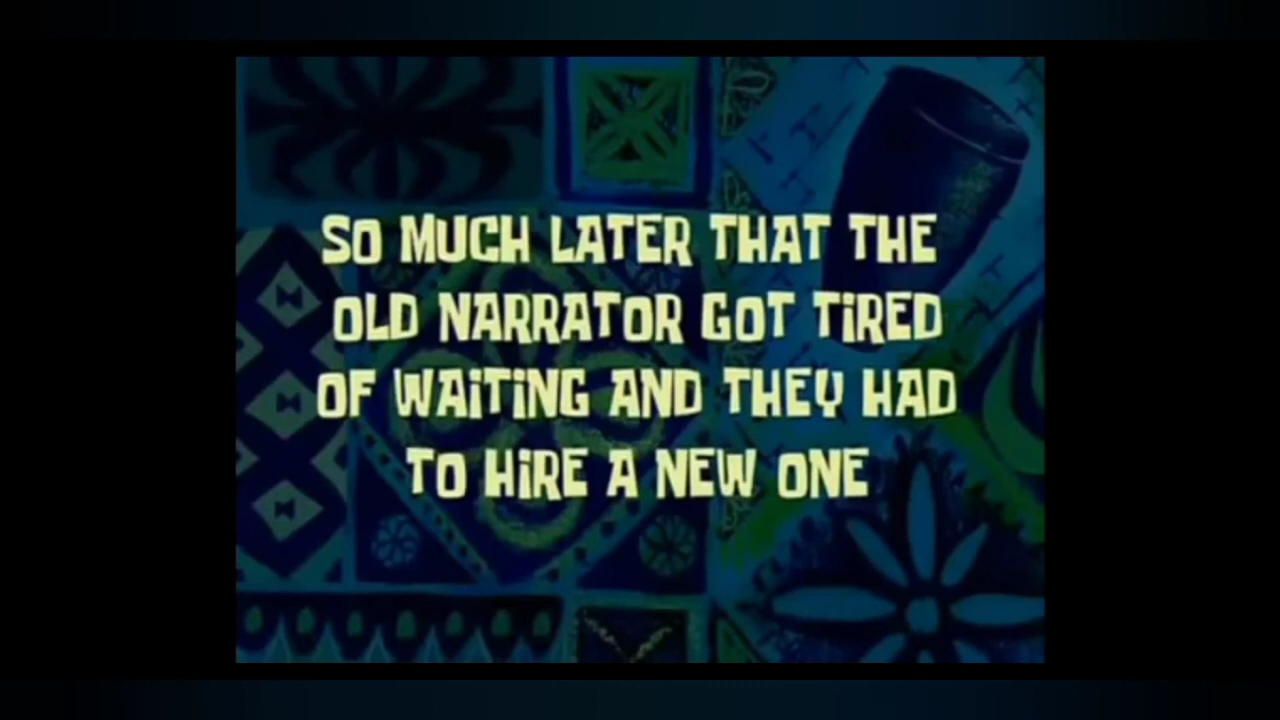 SO MUCH LATER THAT THE
OLD NARRATOR GOT TiRED
OF WAiTiNG AND THEY HAD
TO HiRE A NEW ONE